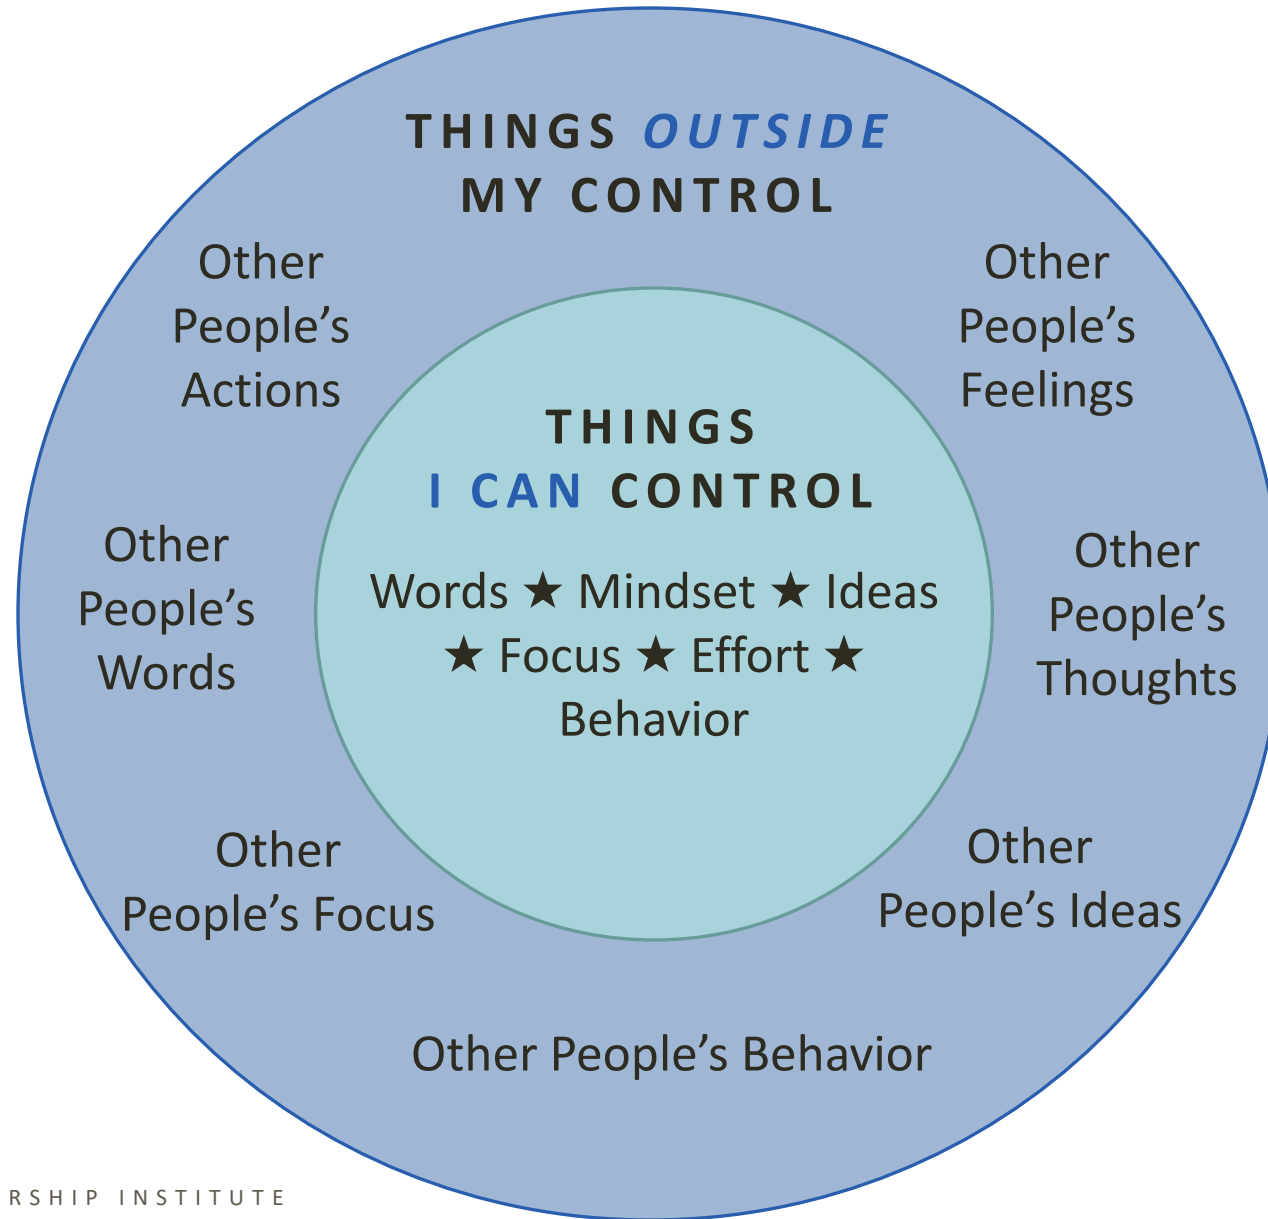 THINGS OUTSIDE
MY CONTROL
Other
People’s
Actions
Other
People’s
Feelings
THINGS
I CAN CONTROL
Other
People’s
Words
Words ★ Mindset ★ Ideas
★ Focus ★ Effort ★
Behavior
Other
People’s
Thoughts
Other
People’s Focus
Other
People’s Ideas
Other People’s Behavior
RSHIP INSTITUTE